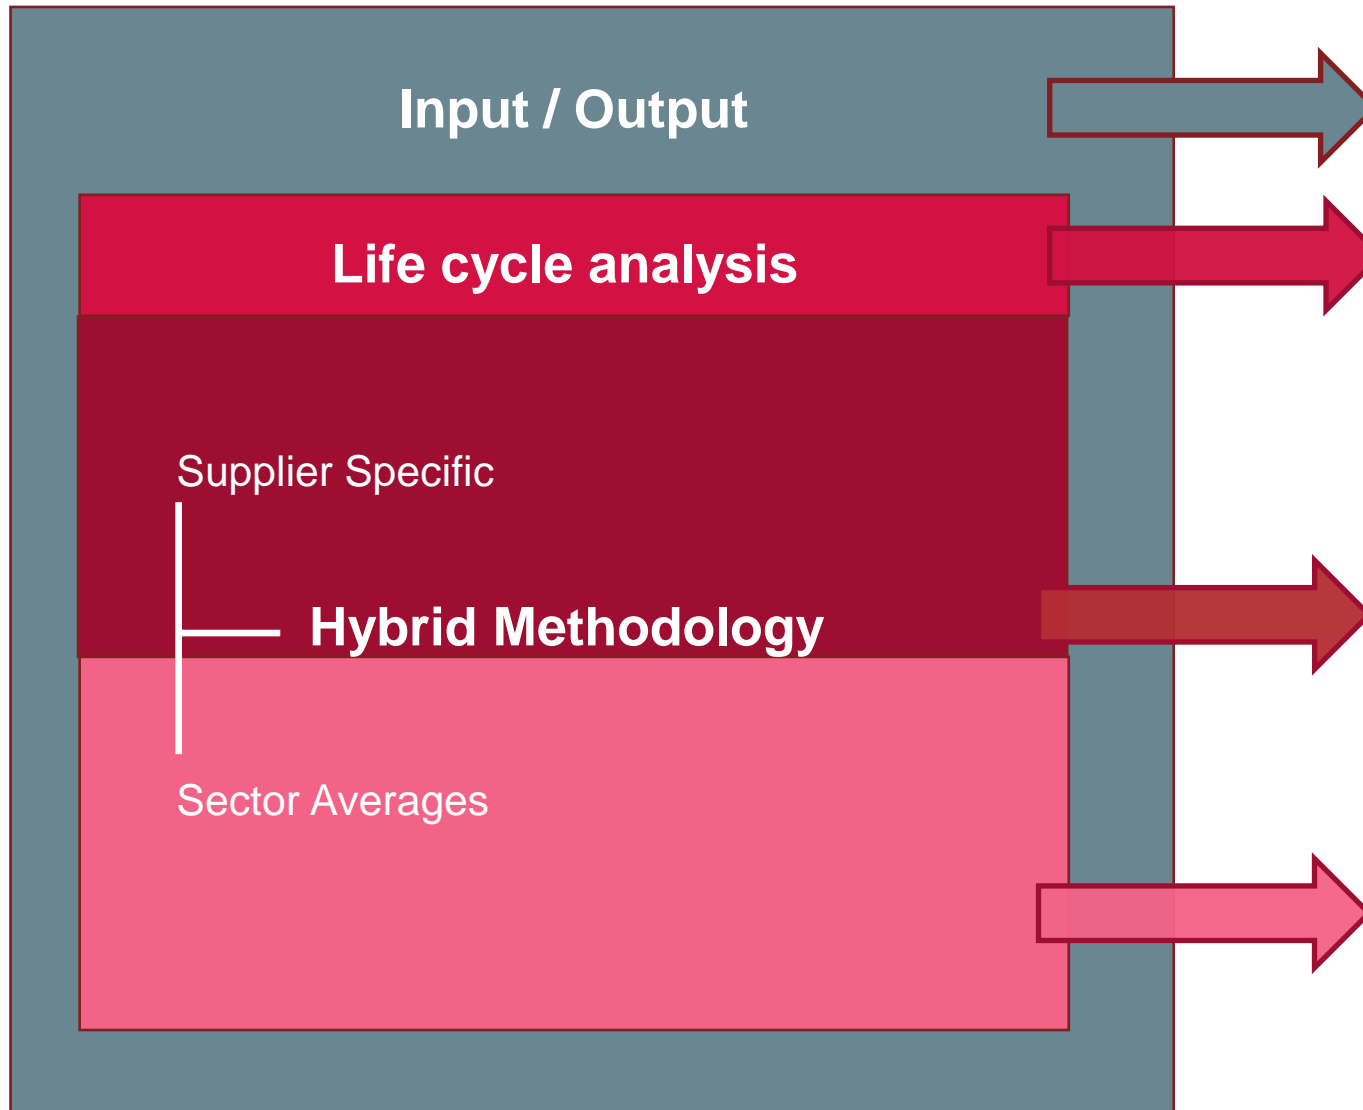 Input / Output
Life cycle analysis
Supplier Specific
Hybrid Methodology
Sector Averages